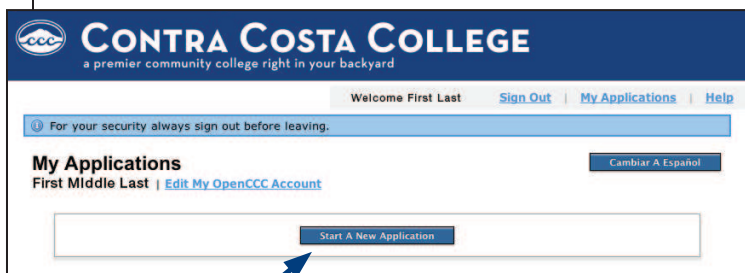 ccc
CONTRA COSTA COLLEGE
a premier community college right in your backyard
Welcome First Last Sign Out | My Applications | Help
For your security always sign out before leaving.
My Applications
Cambiar A Español
First MIddle Last | Edit My OpenCCC Account
Start A New Application